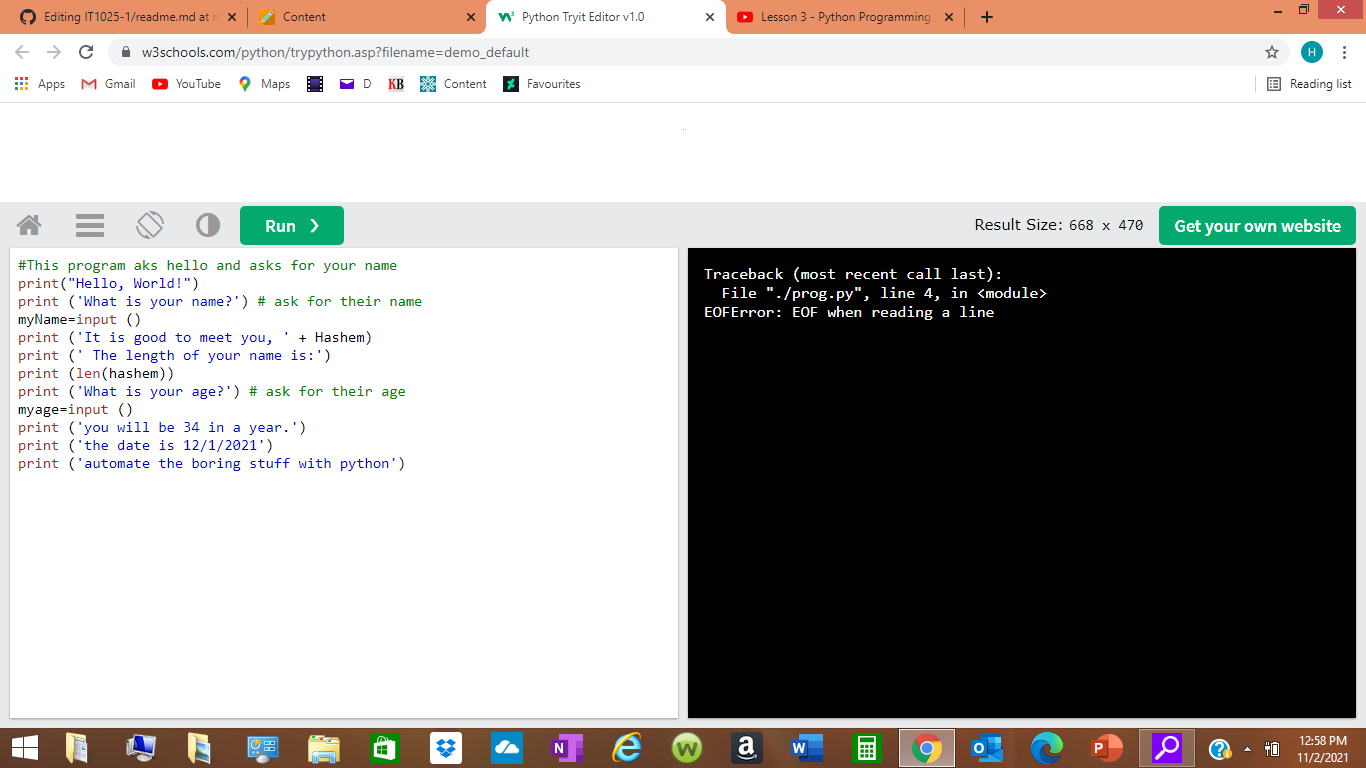 Editing IT1025-1/readme.md at
Content
Python Tryit Editor v1.0
Lesson 3 - Python Programming
w3schools.com/python/trypython.asp?filename=demo_default
H
Apps
Gmail
YouTube
Maps
D
KB
Content
Favourites
Reading list
Run ❯
Result Size: 668 x 470
Get your own website
#This program aks hello and asks for your name
print("Hello, World!")
print ('What is your name?') # ask for their name
myName=input ()
print ('It is good to meet you, ' + Hashem)
print (' The length of your name is:')
print (len(hashem))
print ('What is your age?') # ask for their age
myage=input ()
print ('you will be 34 in a year.')
print ('the date is 12/1/2021')
print ('automate the boring stuff with python')
Traceback (most recent call last):
File "./prog.py", line 4, in <module>
EOFError: EOF when reading a line
12:58 PM
11/2/2021